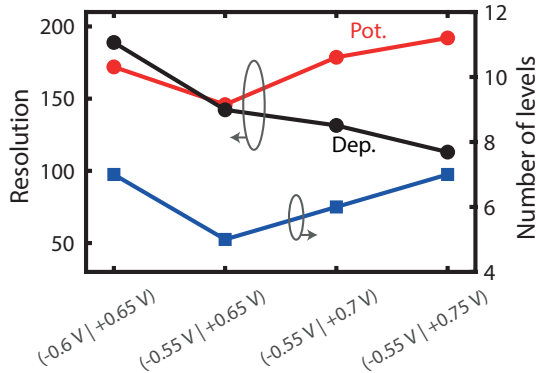 200
150
100
50
Resolution
12
10
8
6
4
Number of levels
Pot.
Dep.
(-0.6 V | +0.65 V)
(-0.55 V | +0.65 V)
(-0.55 V | +0.7 V)
(-0.55 V | +0.75 V)